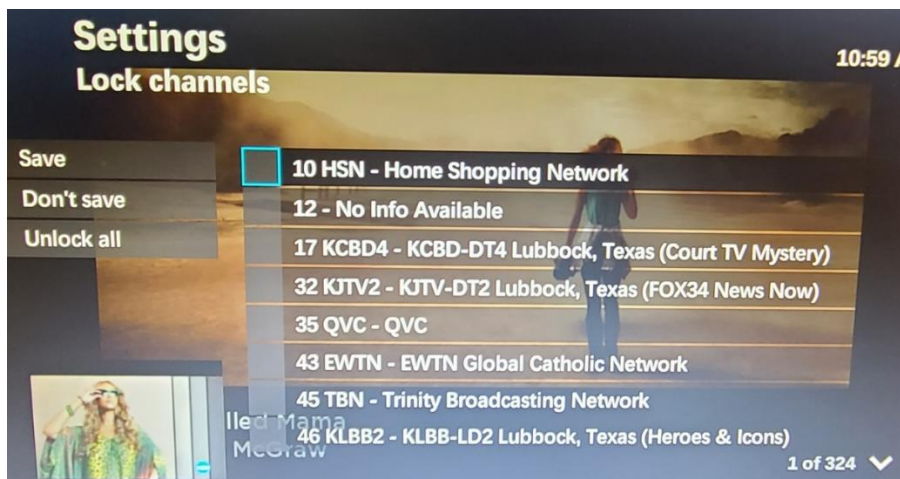 Settings
Lock channels
10:59
Save
Don't save
Unlock all
10 HSN - Home Shopping Network
12 - No Info Available
17 KCBD4 - KCBD-DT4 Lubbock, Texas (Court TV Mystery)
32 KJTV2 - KJTV-DT2 Lubbock, Texas (FOX34 News Now)
35 QVC - QVC
43 EWTN - EWTN Global Catholic Network
45 TBN - Trinity Broadcasting Network
46 KLBB2 - KLBB-LD2 Lubbock, Texas (Heroes & Icons)
lled Mama
McGraw
1 of 324